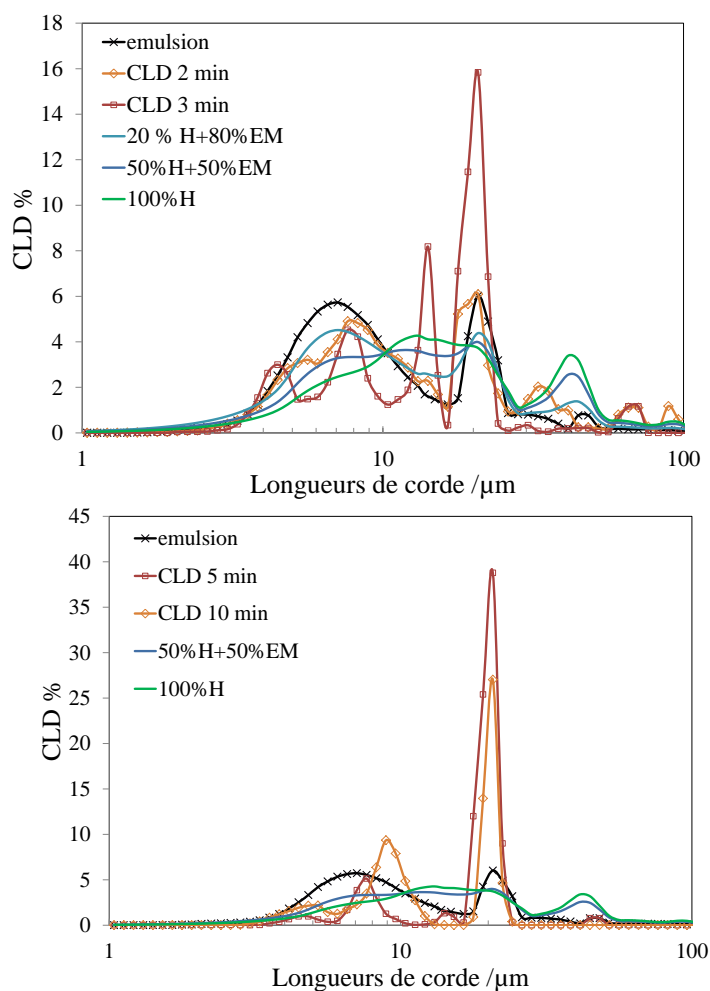 18
16
14
12
10
8
6
4
2
0
CLD %
emulsion
CLD 2 min
CLD 3 min
20 % H+80%EM
50%H+50%EM
100%H
1 10 100
Longueurs de corde /µm
45
40
35
30
25
20
15
10
5
0
CLD %
emulsion
CLD 5 min
CLD 10 min
50%H+50%EM
100%H
1 10 100
Longueurs de corde /µm